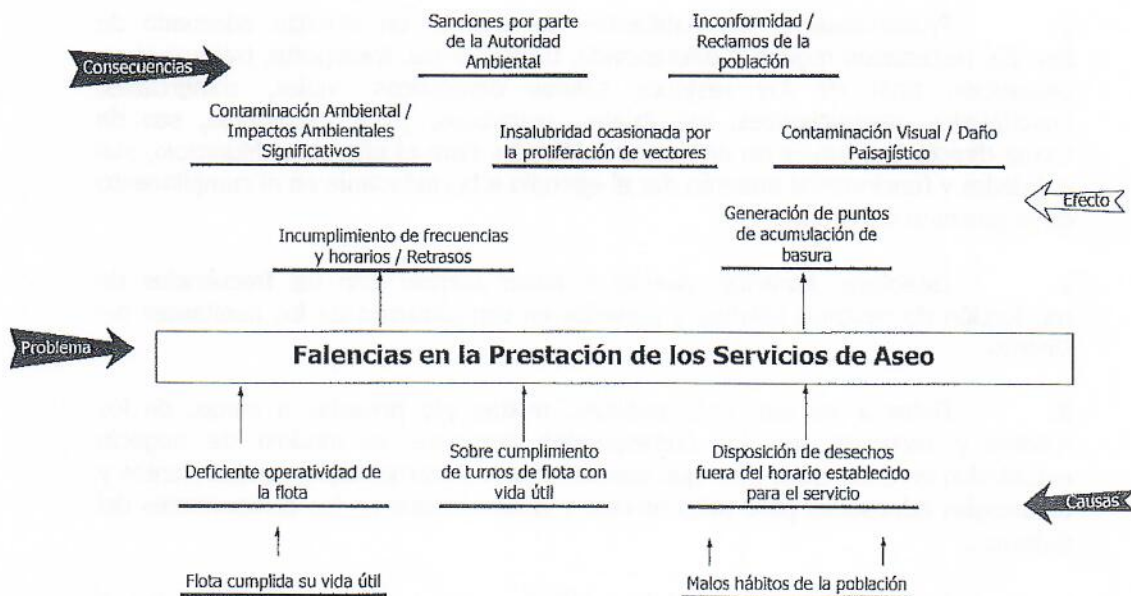 Consecuencias
Sanciones por parte
de la Autoridad
Ambiental
Inconformidad /
Reclamos de la
población
Contaminación Ambiental /
Impactos Ambientales
Significativos
Insalubridad ocasionada por
la proliferación de vectores
Contaminación Visual / Daño
Paisajístico
Efecto
Incumplimiento de frecuencias
y horarios / Retrasos
Generación de puntos
de acumulación de
basura
Problema
Falencias en la Prestación de los Servicios de Aseo
Deficiente operatividad de
la flota
Sobre cumplimiento
de turnos de flota con
vida útil
Disposición de desechos
fuera del horario establecido
para el servicio
Causas
Flota cumplida su vida útil
Malos hábitos de la población